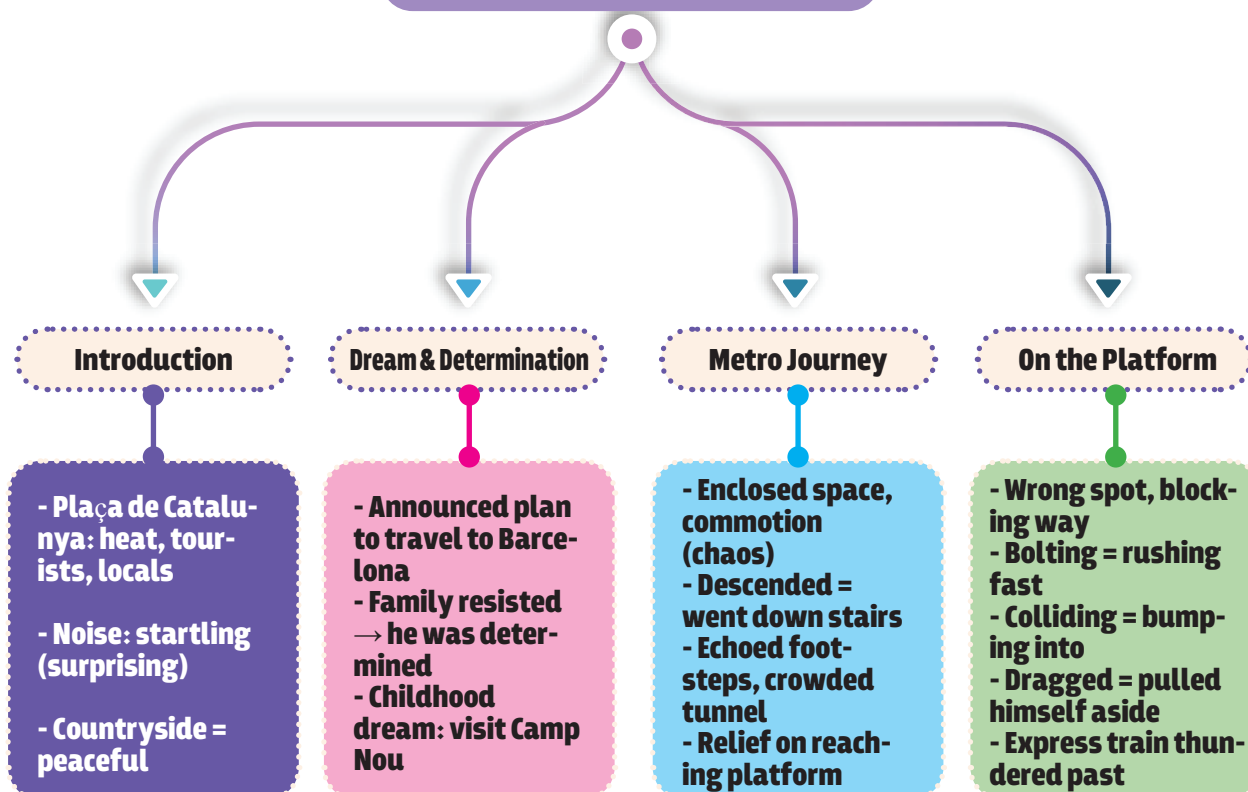 Introduction
- Plaça de Catalu-
nya: heat, tour-
ists, locals
- Noise: startling
(surprising)
- Countryside =
peaceful
Dream & Determination
- Announced plan
to travel to Barce-
lona
- Family resisted
→ he was deter-
mined
- Childhood
dream: visit Camp
Nou
Metro Journey
- Enclosed space,
commotion
(chaos)
- Descended =
went down stairs
- Echoed foot-
steps, crowded
tunnel
- Relief on reach-
ing platform
On the Platform
- Wrong spot, block-
ing way
- Bolting = rushing
fast
- Colliding = bump-
ing into
- Dragged = pulled
himself aside
- Express train thun-
dered past